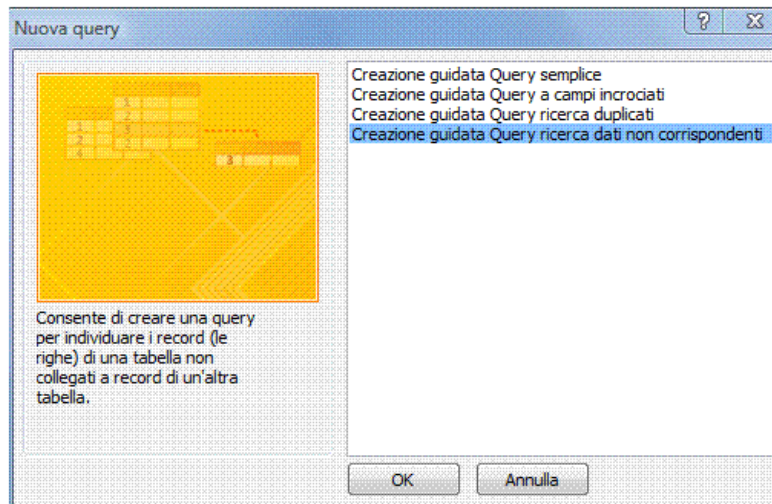 Nuova query
Creazione guidata Query semplice
Creazione guidata Query a campi incrociati
Creazione guidata Query ricerca duplicati
Creazione guidata Query ricerca dati non corrispondenti
Consente di creare una query
per individuare i record (le
righe) di una tabella non
collegati a record di un'altra
tabella.
OK
Annulla